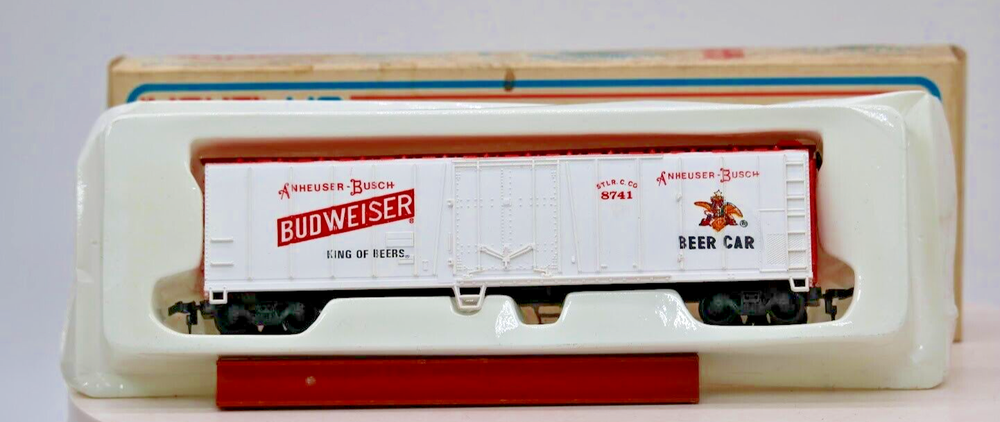 ANHEUSER-BUSCH
BUDWEISER®
KING OF BEERS®
STLR.C.CO
8741
ANHEUSER-BUSCH
®
BEER CAR